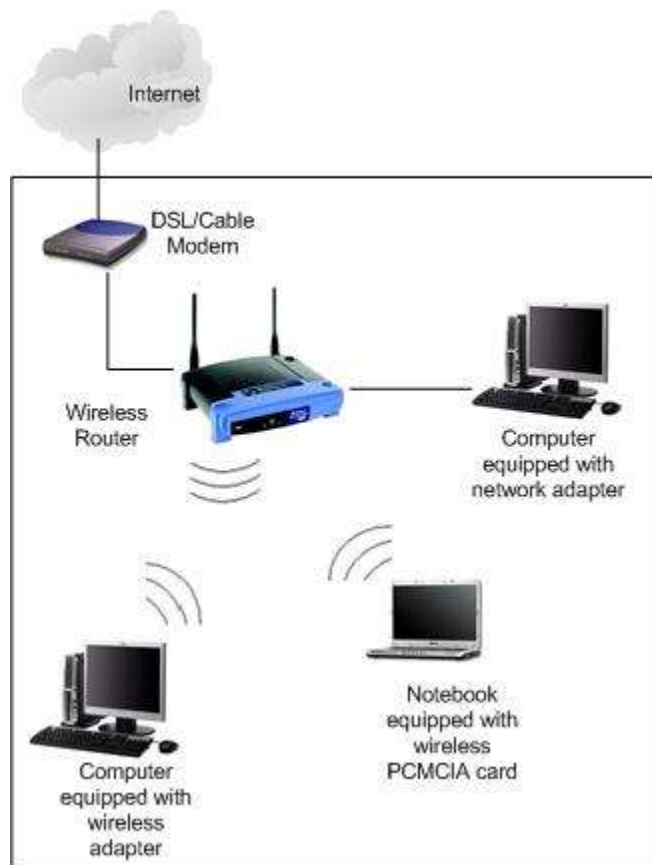 Internet
DSL/Cable
Modem
Wireless
Router
Computer
equipped with
network adapter
Notebook
equipped with
wireless
PCMCIA card
Computer
equipped with
wireless
adapter